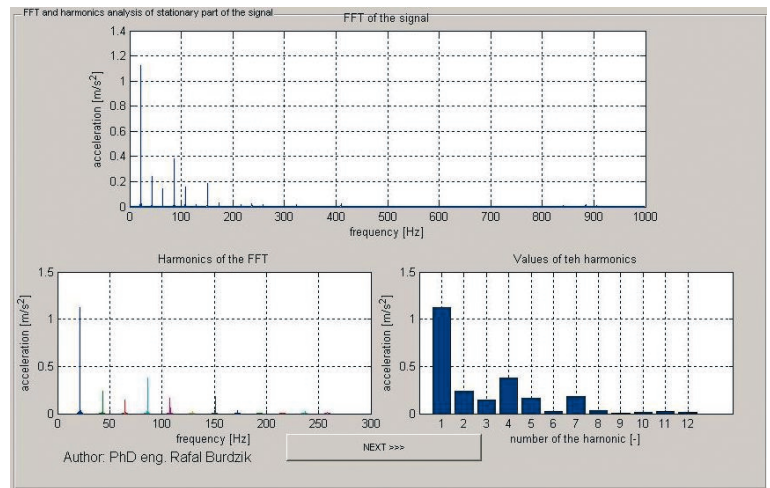 FFT and harmonics analysis of stationary part of the signal
FFT of the signal
1.4
1.2
1
0.8
0.6
0.4
0.2
0
acceleration [m/s²]
0 100 200 300 400 500 600 700 800 900 1000
frequency [Hz]
Harmonics of the FFT
1.5
1
0.5
0
acceleration [m/s²]
0 50 100 150 200 250 300
frequency [Hz]
Values of teh harmonics
1.5
1
0.5
0
acceleration [m/s²]
1 2 3 4 5 6 7 8 9 10 11 12
number of the harnonic [-]
NEXT >>>
Author: PhD eng. Rafal Burdzik